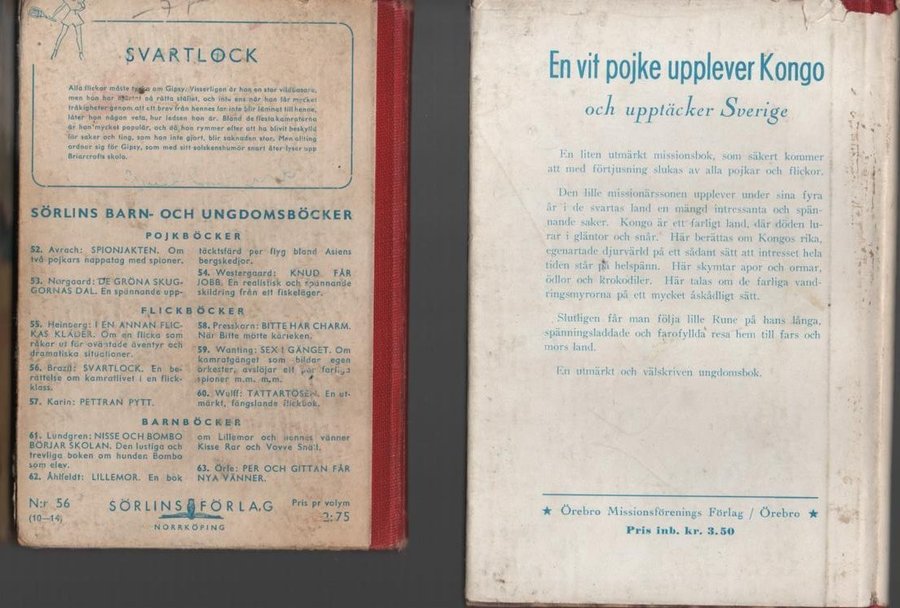 SVARTLOCK
Alla flickor måste tycka om Gipsy. Visserligen är hon en stor vildbasare,
men hon har hjärtat på rätta stället, och inte ens när hon får mycket
tråkigheter genom att ett brev från hennes far inte blir lämnat till henne,
låter hon någon veta, hur ledsen hon är. Bland de flesta kamraterna
är hon mycket populär, och då hon rymmer efter att ha blivit beskylld
för saker och ting, som hon inte gjort, blir saknaden stor. Men allting
ordnar sig för Gipsy, som med sitt solskenshumör snart åter lyser upp
Briarcrofts skola.
SÖRLINS BARN- OCH UNGDOMSBÖCKER
POJKBÖCKER
52. Avrach: SPIONJAKTEN. Om
två pojkars nappatag med spioner.
53. Norgaard: DE GRÖNA SKUG-
GORNAS DAL. En spännande upp-
täcktsfärd per flyg bland Asiens
bergskedjor.
54. Westergaard: KNUD FÅR
JOBB. En realistisk och spännande
skildring från ett fiskeläger.
FLICKBÖCKER
55. Heinberg: I EN ANNAN FLIC-
KAS KLÄDER. Om en flicka som
råkar ut för oväntade äventyr och
dramatiska situationer.
56. Brazil: SVARTLOCK. En be-
rättelse om kamratlivet i en flick-
klass.
57. Karin: PETTRAN PYTT.
58. Presskorn: BITTE HAR CHARM.
När Bitte mötte kärleken.
59. Wanting: SEX I GÄNGET. Om
kamratgänget som bildar egen
orkester, avslöjar ett par farliga
spioner m.m. m.m.
60. Wulff: TATTARTÖSEN. En ut-
märkt, fängslande flickbok.
BARNBÖCKER
61. Lundgren: NISSE OCH BOMBO
BÖRJAR SKOLAN. Den lustiga och
trevliga boken om hunden Bombo
som elev.
62. Åhlfeldt: LILLEMOR. En bok
om Lillemor och hennes vänner
Kisse Rar och Vovve Snäll.
63. Örle: PER OCH GITTAN FÅR
NYA VÄNNER.
N:r 56
(10—14)
SÖRLINS FÖRLAG
NORRKÖPING
Pris pr volym
2:75
En vit pojke upplever Kongo
och upptäcker Sverige
En liten utmärkt missionsbok, som säkert kommer
att med förtjusning slukas av alla pojkar och flickor.
Den lille missionärssonen upplever under sina fyra
år i de svartas land en mängd intressanta och spän-
nande saker. Kongo är ett farligt land, där döden lu-
rar i gläntor och snår. Här berättas om Kongos rika,
egenartade djurvärld på ett sådant sätt att intresset hela
tiden står på helspänn. Här skymtar apor och ormar,
ödlor och krokodiler. Här talas om de farliga vand-
ringsmyrorna på ett mycket åskådligt sätt.
Slutligen får man följa lille Rune på hans långa,
spänningsladdade och farofyllda resa hem till fars och
mors land.
En utmärkt och välskriven ungdomsbok.
★ Örebro Missionsförenings Förlag / Örebro ★
Pris inb. kr. 3.50